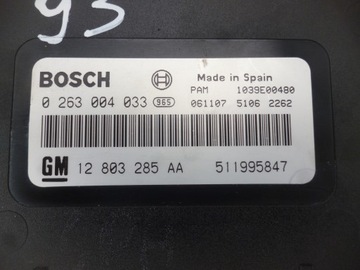 93
BOSCH
Made in Spain
PAM 1039E00480
0 263 004 033 965
061107 5106 2262
GM 12 803 285 AA 511995847